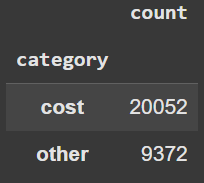 count
category
cost 20052
other 9372